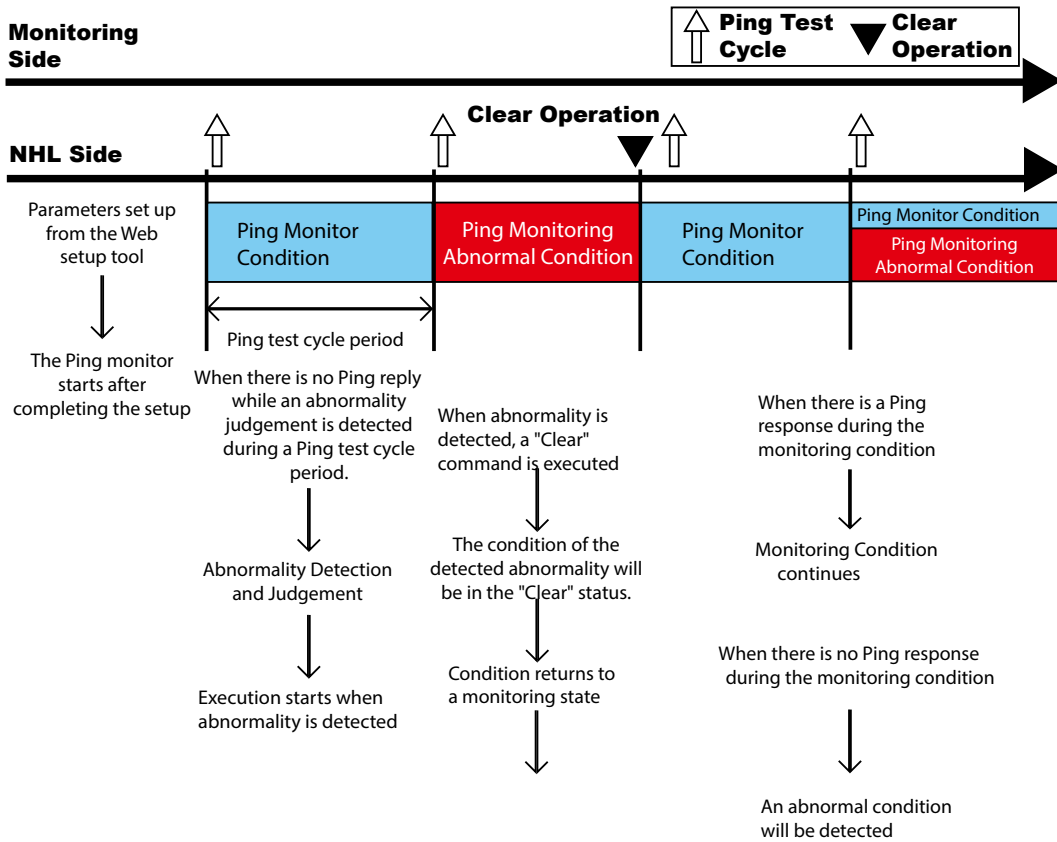 Monitoring
Side
Ping Test
Cycle
Clear
Operation
Clear Operation
NHL Side
Parameters set up
from the Web
setup tool
The Ping monitor
starts after
completing the setup
Ping Monitor
Condition
Ping Monitoring
Abnormal Condition
Ping Monitor
Condition
Ping Monitor Condition
Ping Monitoring
Abnormal Condition
Ping test cycle period
When there is no Ping reply
while an abnormality
judgement is detected
during a Ping test cycle
period.
Abnormality Detection
and Judgement
Execution starts when
abnormality is detected
When abnormality is
detected, a "Clear"
command is executed
The condition of the
detected abnormality will
be in the "Clear" status.
Condition returns to
a monitoring state
When there is a Ping
response during the
monitoring condition
Monitoring Condition
continues
When there is no Ping response
during the monitoring condition
An abnormal condition
will be detected